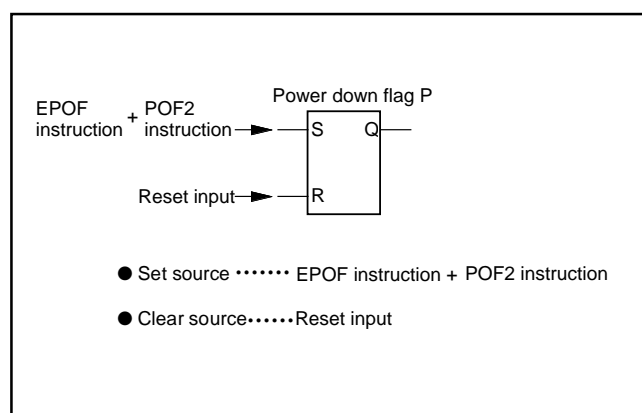 Power down flag P
EPOF instruction + POF2 instruction
S Q
Reset input
R
● Set source ······· EPOF instruction + POF2 instruction
● Clear source······Reset input